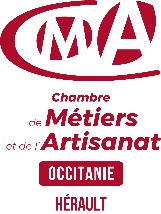 CMA
Chambre
de Métiers
et de l'Artisanat
OCCITANIE
HÉRAULT